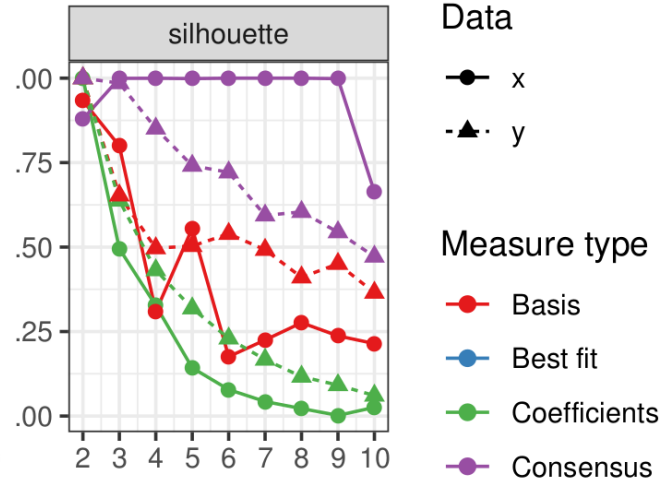 silhouette
.00
.75
.50
.25
.00
2 3 4 5 6 7 8 9 10
Data
x
y
Measure type
Basis
Best fit
Coefficients
Consensus